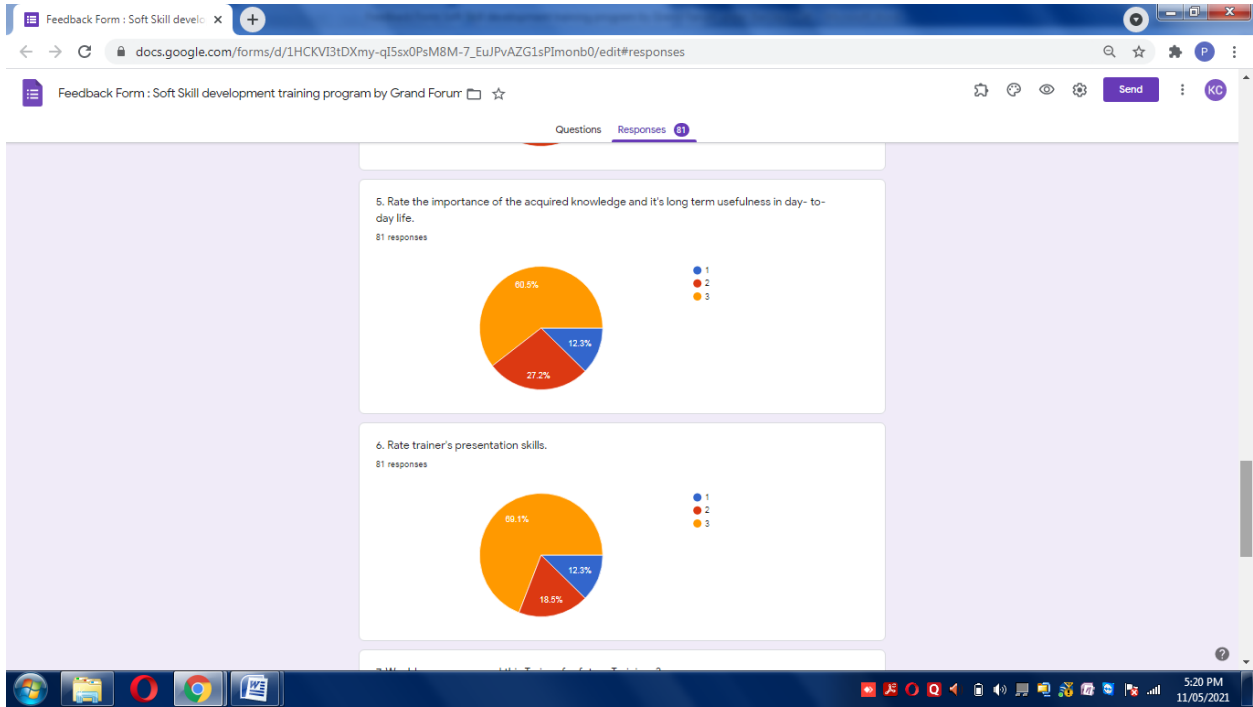 Feedback Form : Soft Skill develo
docs.google.com/forms/d/1HCKVI3tDXmy-qI5sx0PsM8M-7_EuJPvAZG1sPImonb0/edit#responses
P
Feedback Form : Soft Skill development training program by Grand Forum
Send
KC
Questions Responses 81
5. Rate the importance of the acquired knowledge and it's long term usefulness in day- to-
day life.
81 responses
60.5%
12.3%
27.2%
1
2
3
6. Rate trainer's presentation skills.
81 responses
69.1%
12.3%
18.5%
1
2
3
5:20 PM
11/05/2021